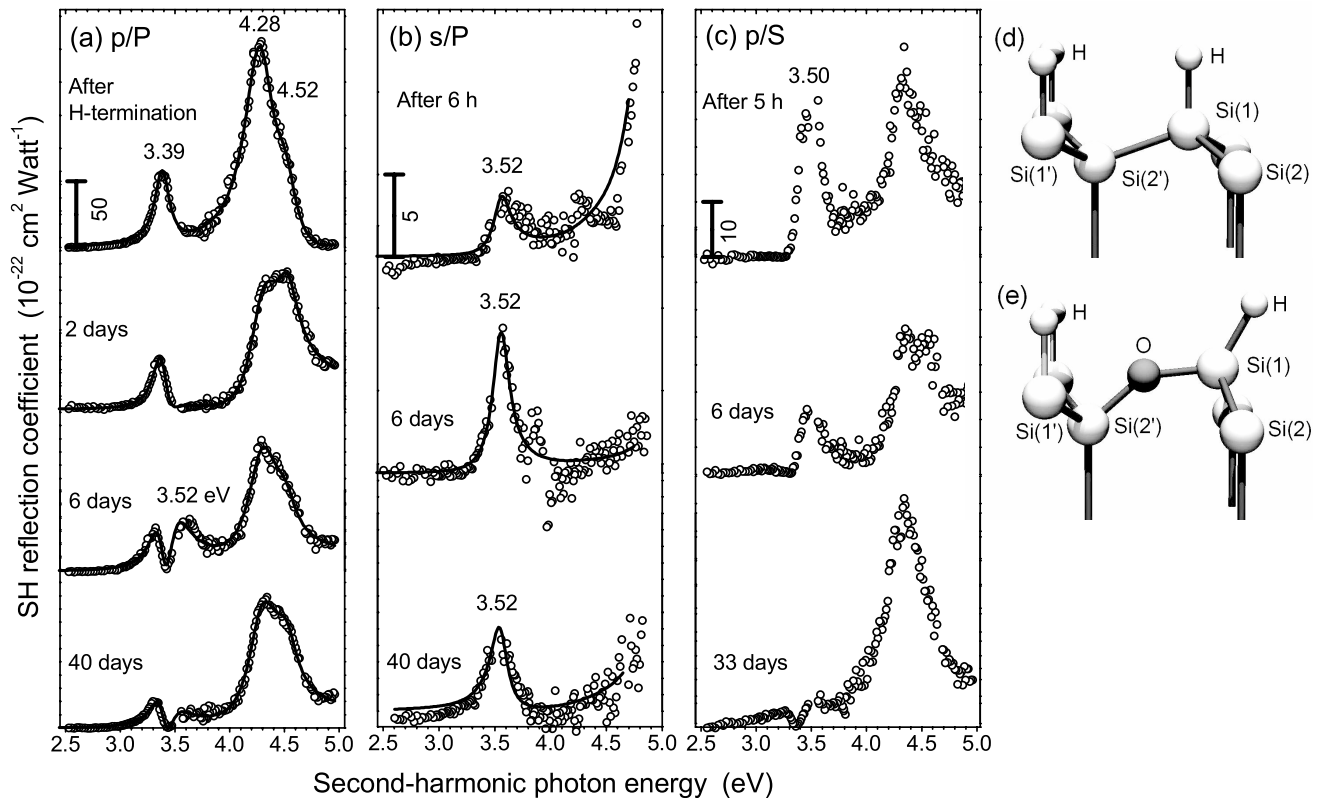 SH reflection coefficient (10⁻²² cm² Watt⁻¹)
(a) p/P
4.28
4.52
After
H-termination
3.39
50
2 days
6 days
3.52 eV
40 days
2.5 3.0 3.5 4.0 4.5 5.0
(b) s/P
After 6 h
3.52
5
3.52
6 days
3.52
40 days
2.5 3.0 3.5 4.0 4.5 5.0
(c) p/S
3.50
After 5 h
10
6 days
33 days
2.5 3.0 3.5 4.0 4.5 5.0
Second-harmonic photon energy (eV)
(d)
H
H
Si(1)
Si(1')
Si(2')
Si(2)
(e)
H
H
O
Si(1)
Si(1')
Si(2')
Si(2)